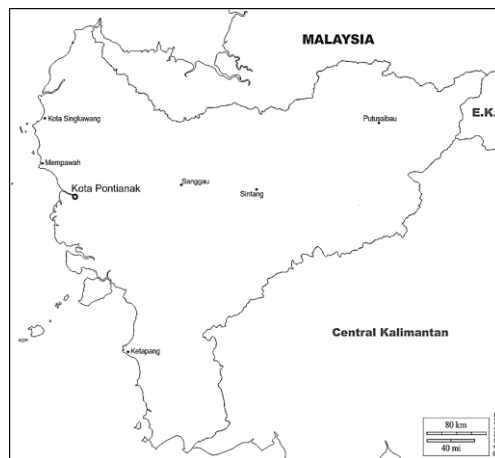 MALAYSIA
E.K.
Kota Singkawang
Putussibau
Mempawah
Sanggau
Sintang
Kota Pontianak
Central Kalimantan
Ketapang
80 km
40 mi